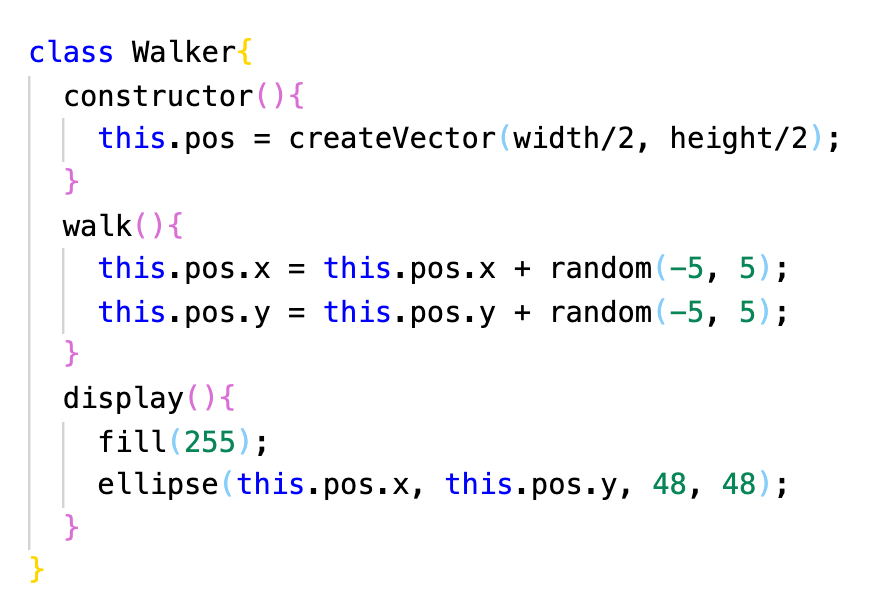 class Walker{
  constructor(){
    this.pos = createVector(width/2, height/2);
  }
  walk(){
    this.pos.x = this.pos.x + random(-5, 5);
    this.pos.y = this.pos.y + random(-5, 5);
  }
  display(){
    fill(255);
    ellipse(this.pos.x, this.pos.y, 48, 48);
  }
}